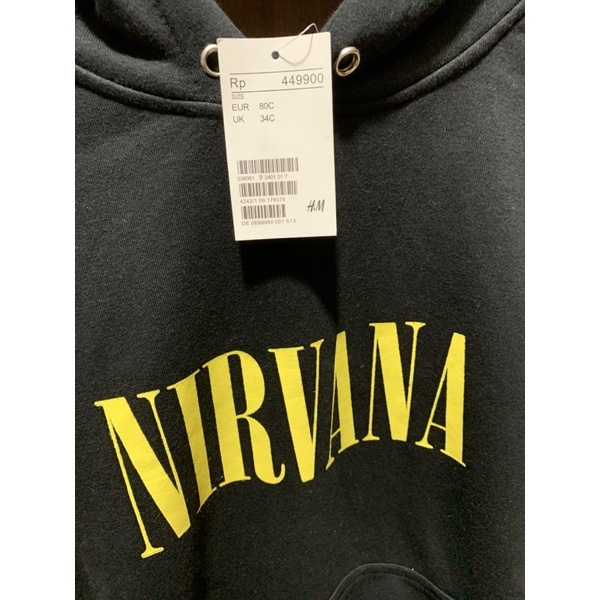 Rp 449900
SIZE
EUR 80C
UK 34C
H&M
NIRVANA